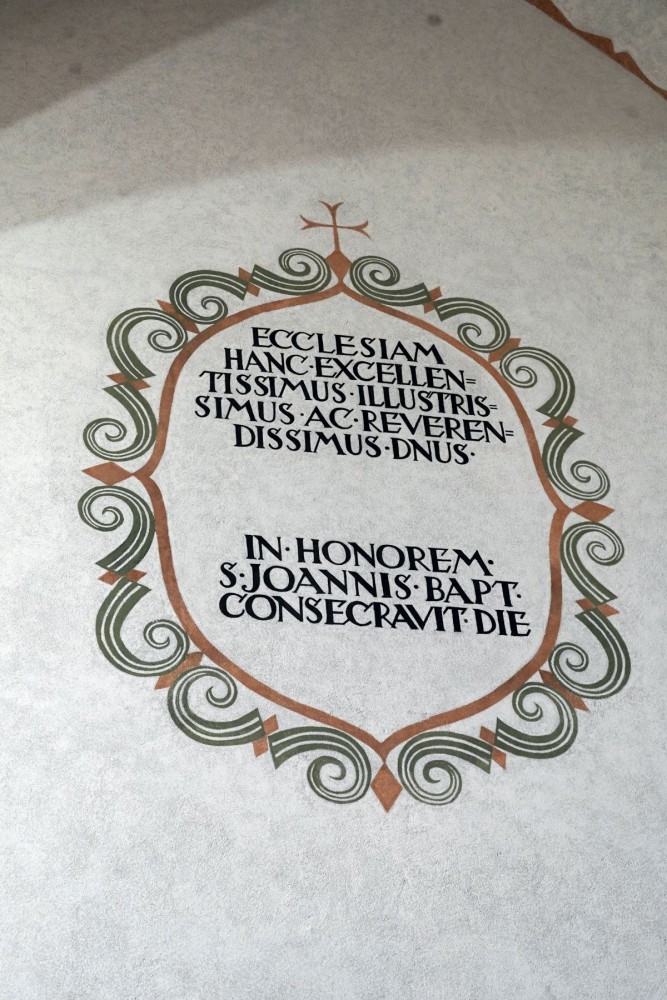 ECCLESIAM
HANC·EXCELLEN=
TISSIMUS·ILLUSTRIS=
SIMUS·AC·REVEREN=
DISSIMUS·DNUS·
IN·HONOREM·
S·JOANNIS·BAPT·
CONSECRAVIT·DIE